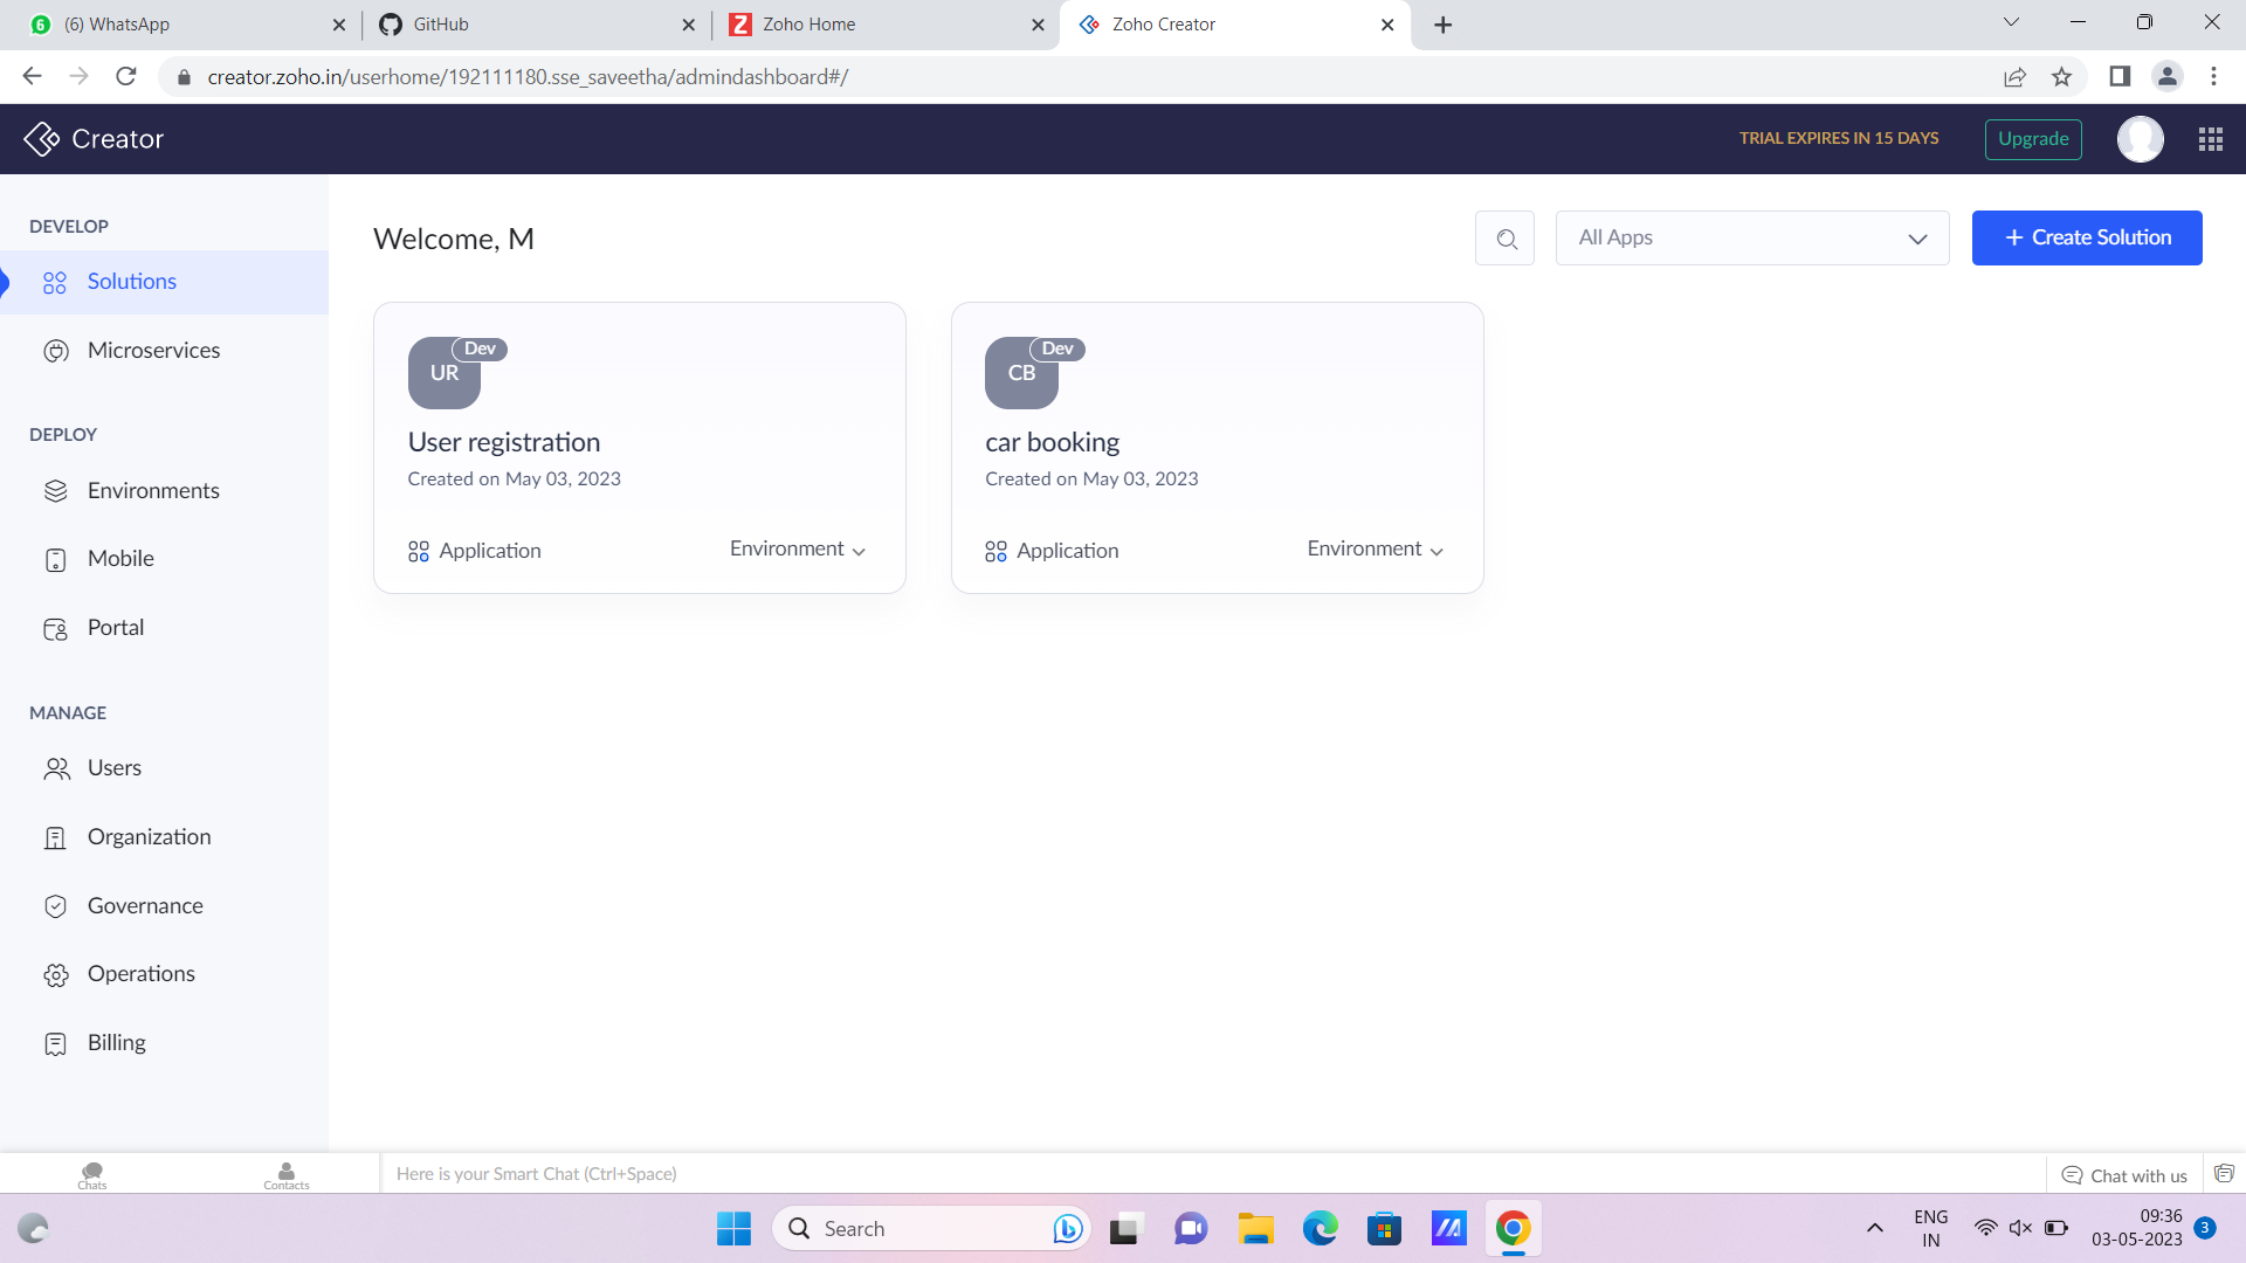 6 (6) WhatsApp
GitHub
Z Zoho Home
Zoho Creator
creator.zoho.in/userhome/192111180.sse_saveetha/admindashboard#/
Creator
TRIAL EXPIRES IN 15 DAYS
Upgrade
DEVELOP
Solutions
Microservices
DEPLOY
Environments
Mobile
Portal
MANAGE
Users
Organization
Governance
Operations
Billing
Welcome, M
All Apps
+ Create Solution
Dev
UR
User registration
Created on May 03, 2023
Application
Environment
Dev
CB
car booking
Created on May 03, 2023
Application
Environment
Chats
Contacts
Here is your Smart Chat (Ctrl+Space)
Chat with us
Search
ENG
IN
09:36
03-05-2023
3